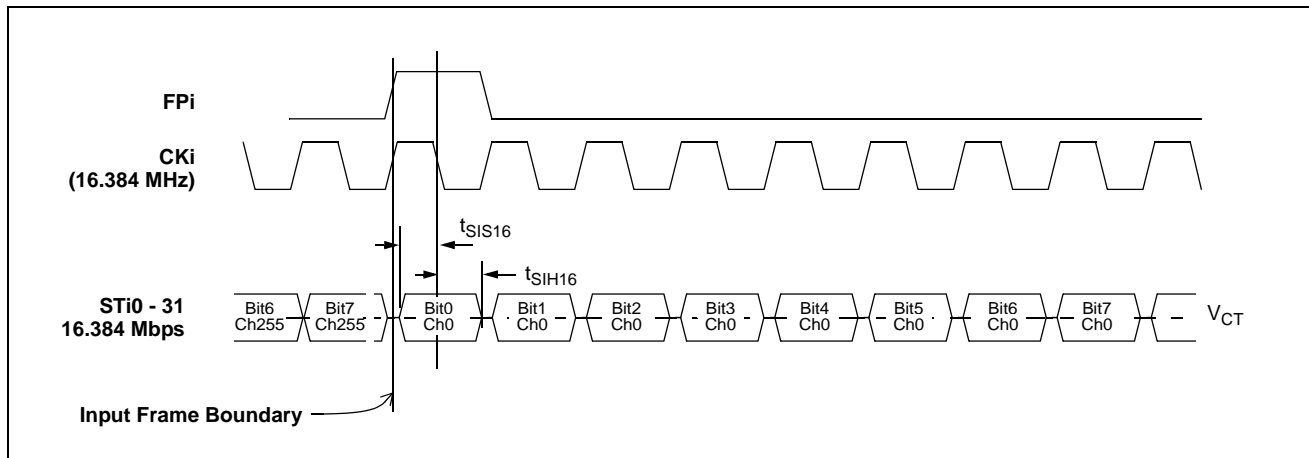 FPi
CKi
(16.384 MHz)
tSIS16
tSIH16
STi0 - 31
16.384 Mbps
Bit6
Ch255
Bit7
Ch255
Bit0
Ch0
Bit1
Ch0
Bit2
Ch0
Bit3
Ch0
Bit4
Ch0
Bit5
Ch0
Bit6
Ch0
Bit7
Ch0
VCT
Input Frame Boundary